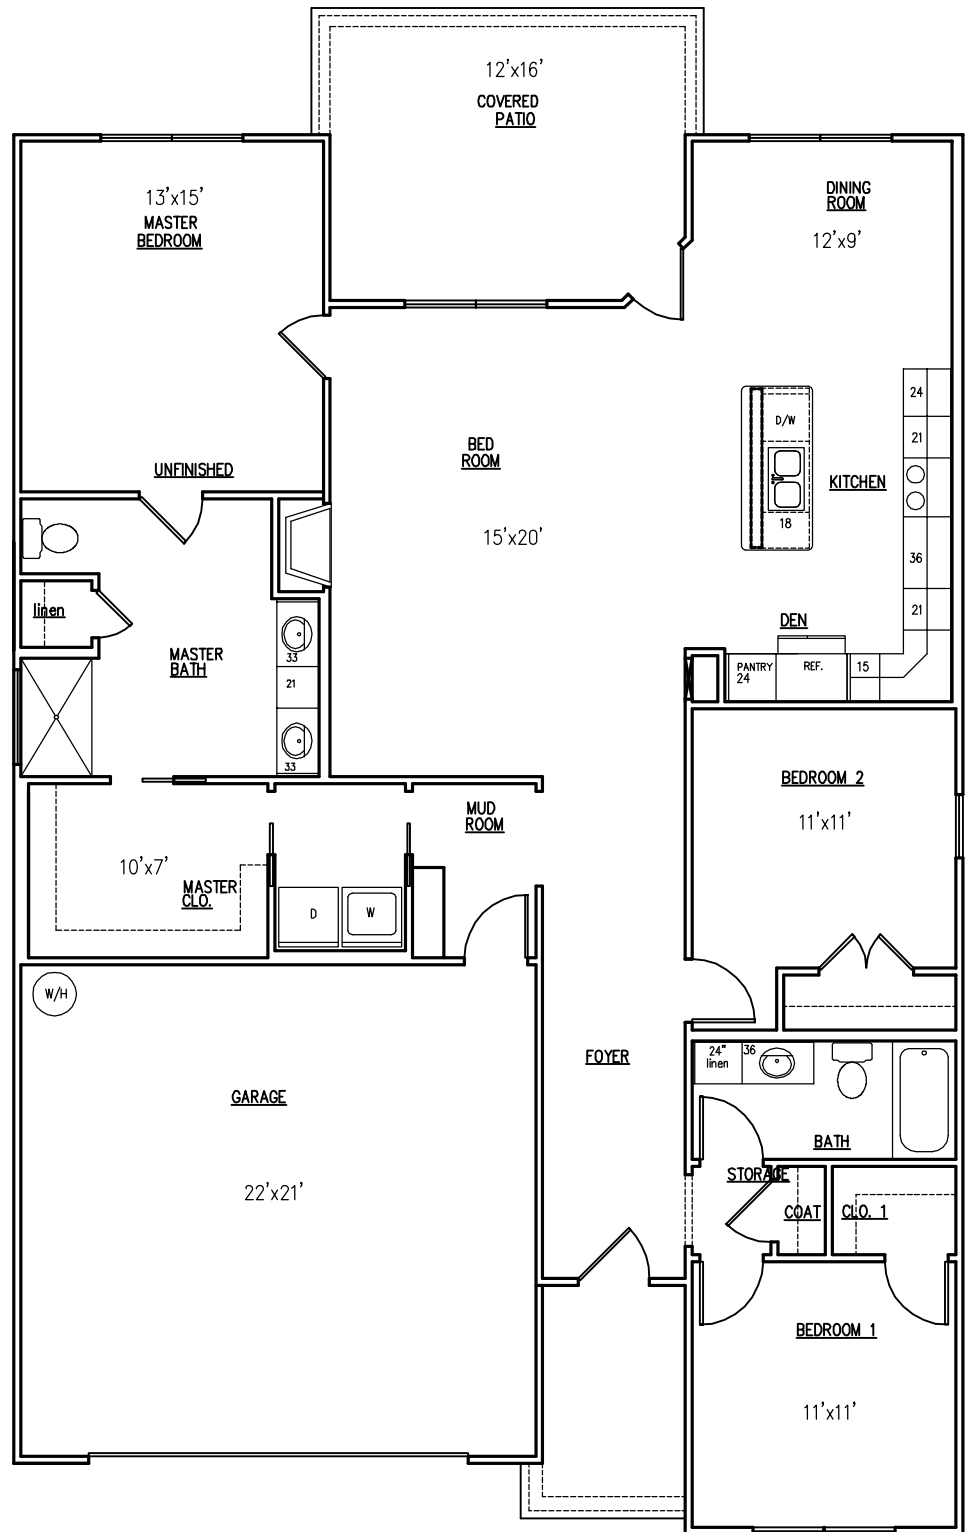 12'x16'
COVERED
PATIO
13'x15'
MASTER
BEDROOM
DINING
ROOM
12'x9'
24
D/W
21
BED
ROOM
UNFINISHED
KITCHEN
18
15'x20'
36
linen
21
DEN
MASTER
BATH
33
21
33
PANTRY
24
REF.
15
BEDROOM 2
11'x11'
MUD
ROOM
10'x7'
MASTER
CLO.
D
W
W/H
FOYER
24"
linen
36
GARAGE
BATH
22'x21'
STORAGE
COAT
CLO. 1
BEDROOM 1
11'x11'